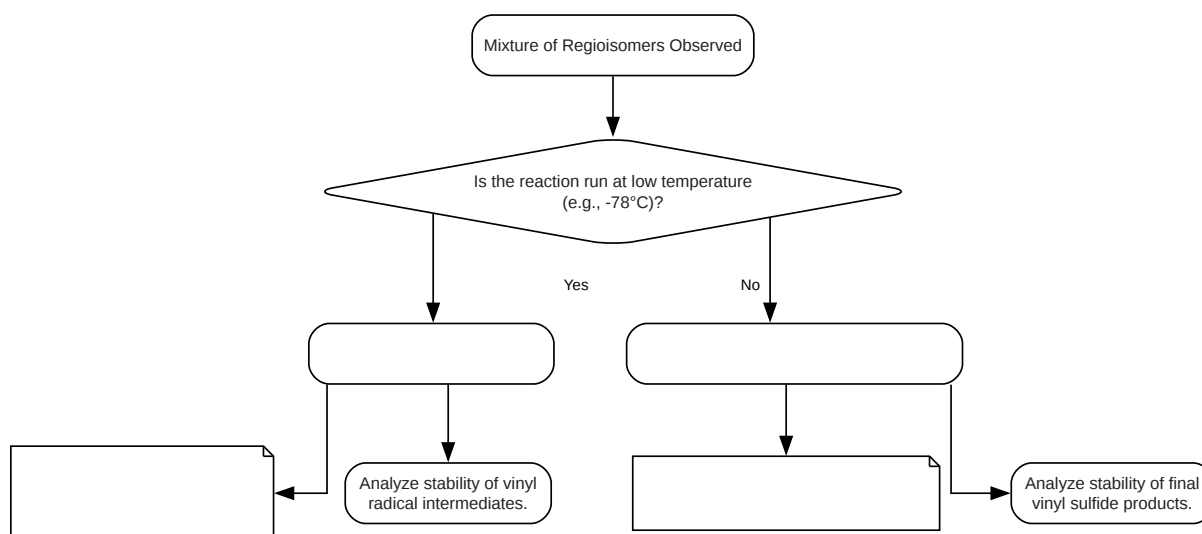 Mixture of Regioisomers Observed
Is the reaction run at low temperature
(e.g., -78°C)?
Yes
No
Analyze stability of vinyl
radical intermediates.
Analyze stability of final
vinyl sulfide products.